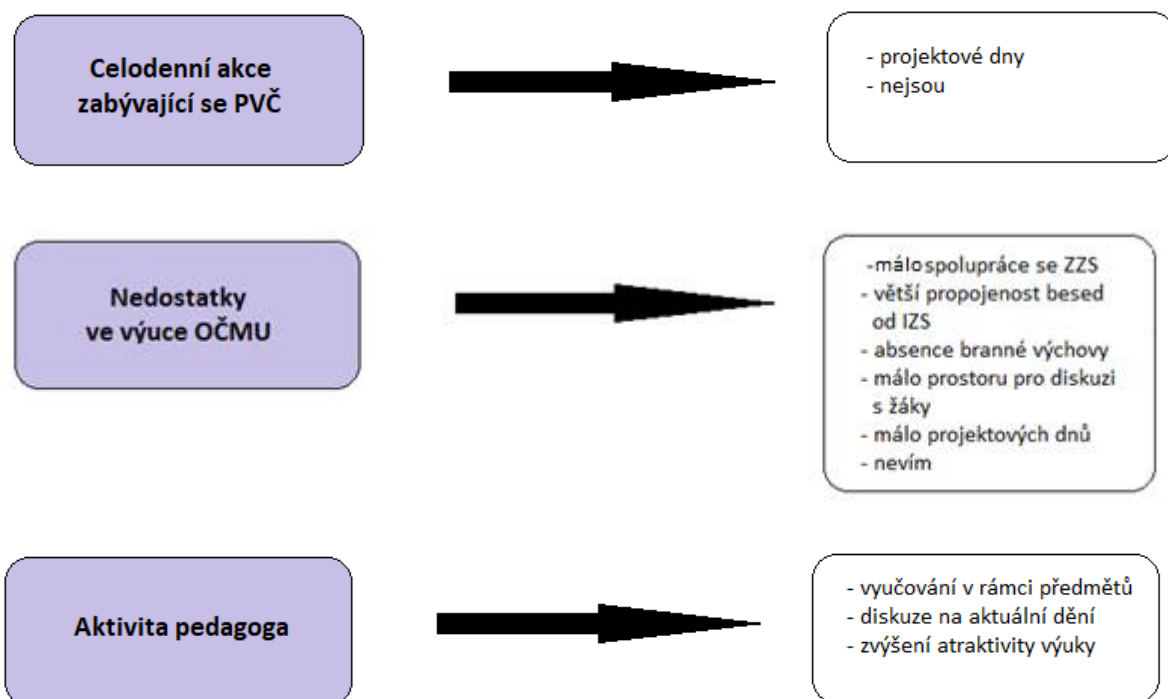 Celodenní akce
zabývající se PVČ
- projektové dny
- nejsou
Nedostatky
ve výuce OČMU
-málo spolupráce se ZZS
- větší propojenost besed
od IZS
- absence branné výchovy
- málo prostoru pro diskuzi
s žáky
- málo projektových dnů
- nevím
Aktivita pedagoga
- vyučování v rámci předmětů
- diskuze na aktuální dění
- zvýšení atraktivity výuky